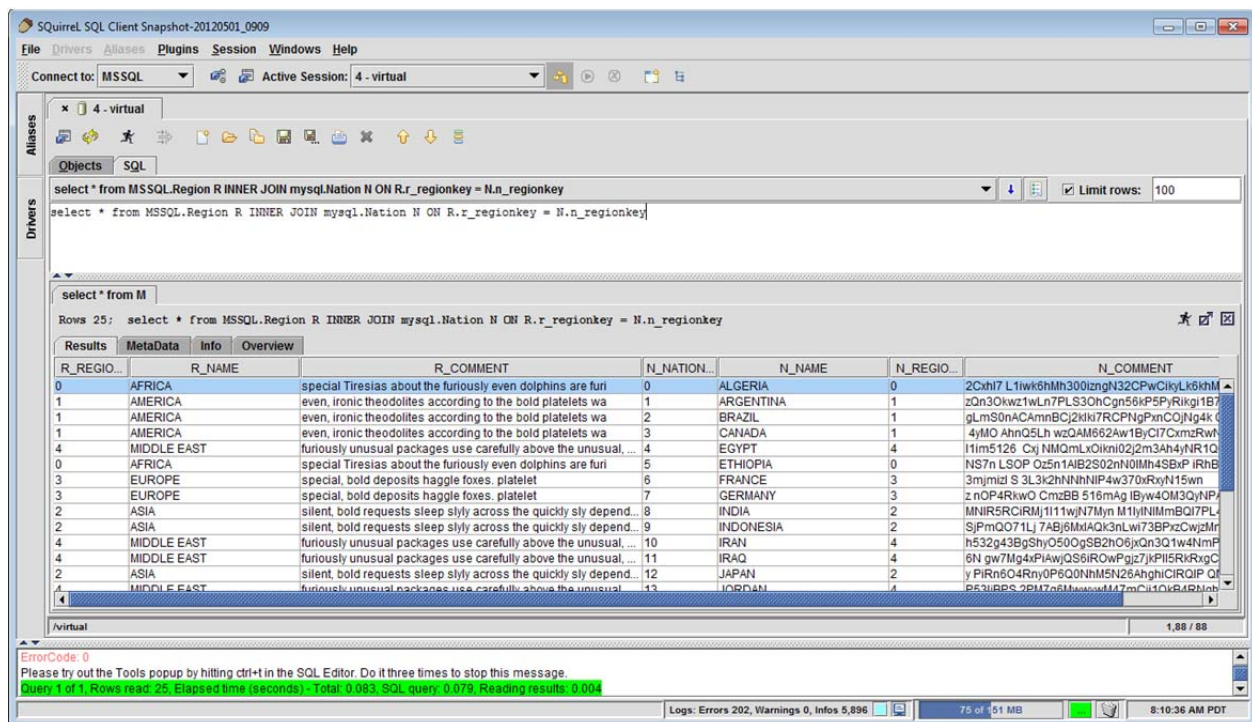 SQuirreL SQL Client Snapshot-20120501_0909
File Drivers Aliases Plugins Session Windows Help
Connect to: MSSQL Active Session: 4 - virtual
Aliases
Drivers
4 - virtual
Objects SQL
select * from MSSQL.Region R INNER JOIN mysql.Nation N ON R.r_regionkey = N.n_regionkey Limit rows: 100
select * from MSSQL.Region R INNER JOIN mysql.Nation N ON R.r_regionkey = N.n_regionkey
select * from M
Rows 25; select * from MSSQL.Region R INNER JOIN mysql.Nation N ON R.r_regionkey = N.n_regionkey
Results MetaData Info Overview
R_REGIO... R_NAME R_COMMENT N_NATION... N_NAME N_REGIO... N_COMMENT
0 AFRICA special Tiresias about the furiously even dolphins are furi 0 ALGERIA 0
1 AMERICA even, ironic theodolites according to the bold platelets wa 1 ARGENTINA 1
1 AMERICA even, ironic theodolites according to the bold platelets wa 2 BRAZIL 1
1 AMERICA even, ironic theodolites according to the bold platelets wa 3 CANADA 1
4 MIDDLE EAST furiously unusual packages use carefully above the unusual, ... 4 EGYPT 4
0 AFRICA special Tiresias about the furiously even dolphins are furi 5 ETHIOPIA 0
3 EUROPE special, bold deposits haggle foxes. platelet 6 FRANCE 3
3 EUROPE special, bold deposits haggle foxes. platelet 7 GERMANY 3
2 ASIA silent, bold requests sleep slyly across the quickly sly depend... 8 INDIA 2
2 ASIA silent, bold requests sleep slyly across the quickly sly depend... 9 INDONESIA 2
4 MIDDLE EAST furiously unusual packages use carefully above the unusual, ... 10 IRAN 4
4 MIDDLE EAST furiously unusual packages use carefully above the unusual, ... 11 IRAQ 4
2 ASIA silent, bold requests sleep slyly across the quickly sly depend... 12 JAPAN 2
4 MIDDLE EAST furiously unusual packages use carefully above the unusual 13 JORDAN 4
/virtual 1,88 / 88
ErrorCode: 0
Please try out the Tools popup by hitting ctrl+t in the SQL Editor. Do it three times to stop this message.
Query 1 of 1, Rows read: 25, Elapsed time (seconds) - Total: 0.083, SQL query: 0.079, Reading results: 0.004
Logs: Errors 202, Warnings 0, Infos 5,896 75 of 151 MB 8:10:36 AM PDT